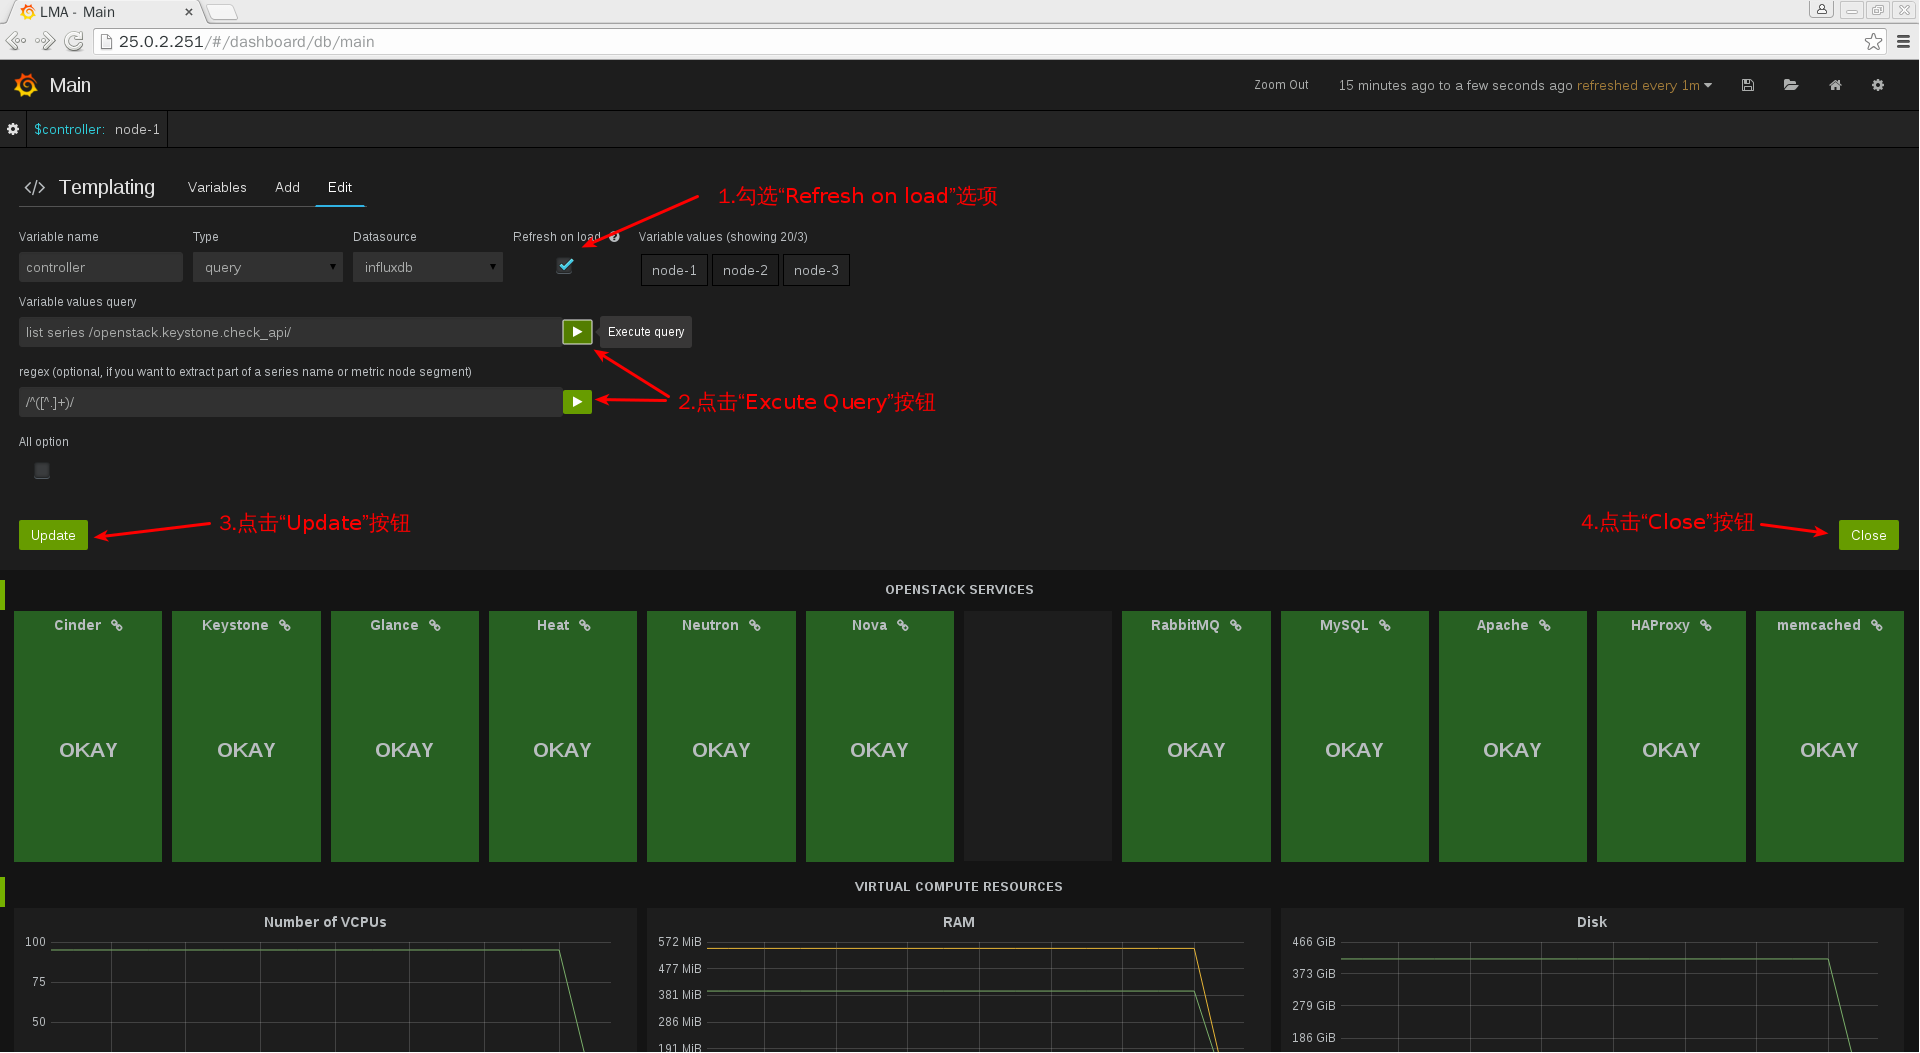 LMA - Main
25.0.2.251/#/dashboard/db/main
Main
Zoom Out
15 minutes ago to a few seconds ago refreshed every 1m
$controller: node-1
</> Templating
Variables
Add
Edit
1.勾选“Refresh on load”选项
Variable name
Type
Datasource
Refresh on load
Variable values (showing 20/3)
controller
query
influxdb
node-1
node-2
node-3
Variable values query
list series /openstack.keystone.check_api/
Execute query
regex (optional, if you want to extract part of a series name or metric node segment)
/^([^.]+)/
2.点击“Excute Query”按钮
All option
3.点击“Update”按钮
Update
4.点击“Close”按钮
Close
OPENSTACK SERVICES
Cinder
Keystone
Glance
Heat
Neutron
Nova
RabbitMQ
MySQL
Apache
HAProxy
memcached
OKAY
OKAY
OKAY
OKAY
OKAY
OKAY
OKAY
OKAY
OKAY
OKAY
OKAY
VIRTUAL COMPUTE RESOURCES
Number of VCPUs
100
75
50
RAM
572 MiB
477 MiB
381 MiB
286 MiB
191 MiB
Disk
466 GiB
373 GiB
279 GiB
186 GiB